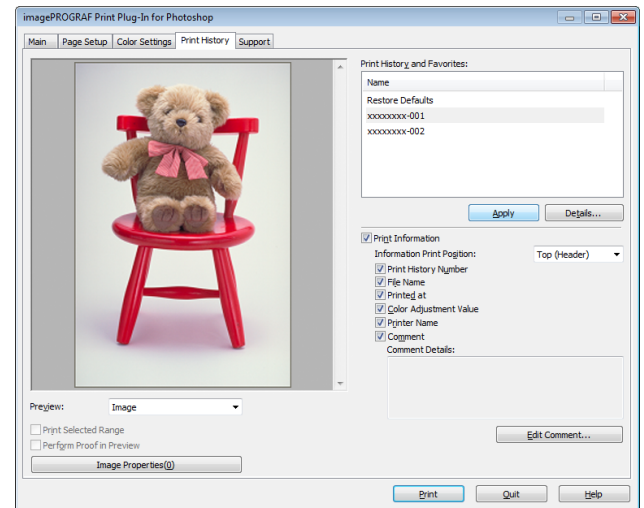 imagePROGRAF Print Plug-In for Photoshop
Main Page Setup Color Settings Print History Support
Print History and Favorites:
Name
Restore Defaults
xxxxxxxx-001
xxxxxxxx-002
Apply Details...
Print Information
Information Print Position: Top (Header)
Print History Number
File Name
Printed at
Color Adjustment Value
Printer Name
Comment
Comment Details:
Preview: Image
Print Selected Range
Perform Proof in Preview
Edit Comment...
Image Properties(0)
Print Quit Help